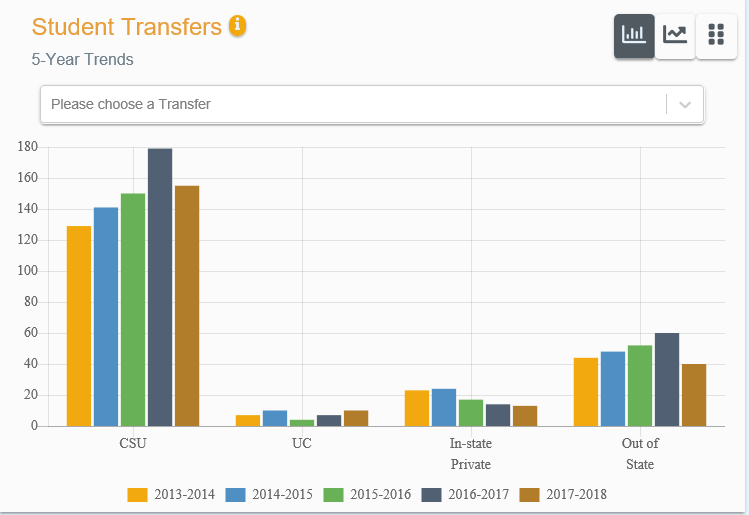 Student Transfers
5-Year Trends
Please choose a Transfer
180
160
140
120
100
80
60
40
20
0
CSU UC In-state Private Out of State
2013-2014 2014-2015 2015-2016 2016-2017 2017-2018